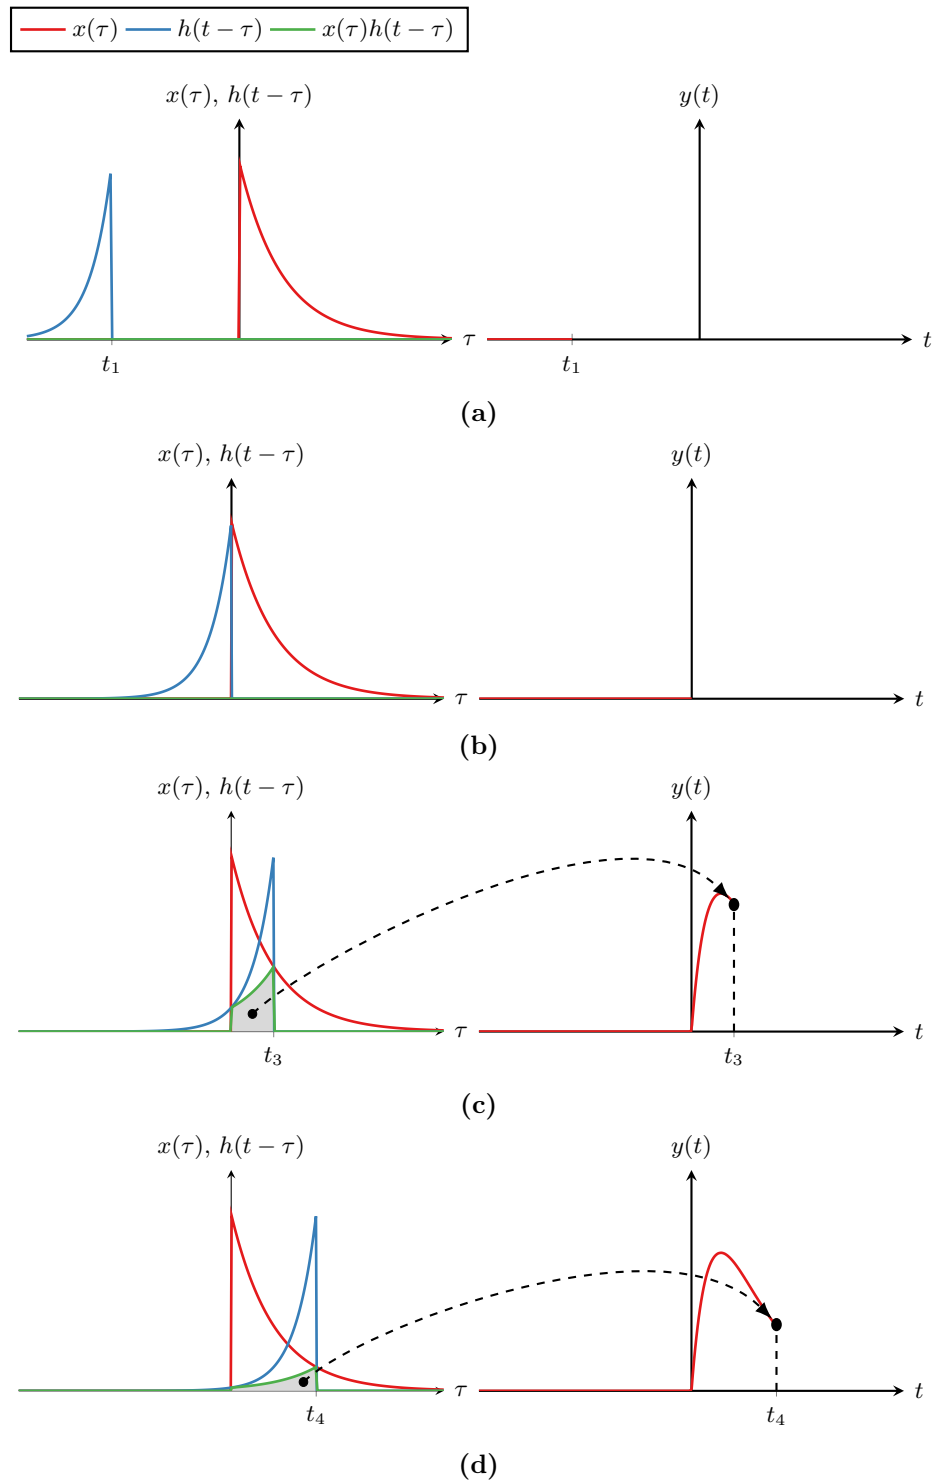 x(τ) h(t − τ) x(τ)h(t − τ)
x(τ), h(t − τ) y(t)
τ t
t₁ t₁
(a)
x(τ), h(t − τ) y(t)
τ t
(b)
x(τ), h(t − τ) y(t)
τ t
t₃ t₃
(c)
x(τ), h(t − τ) y(t)
τ t
t₄ t₄
(d)